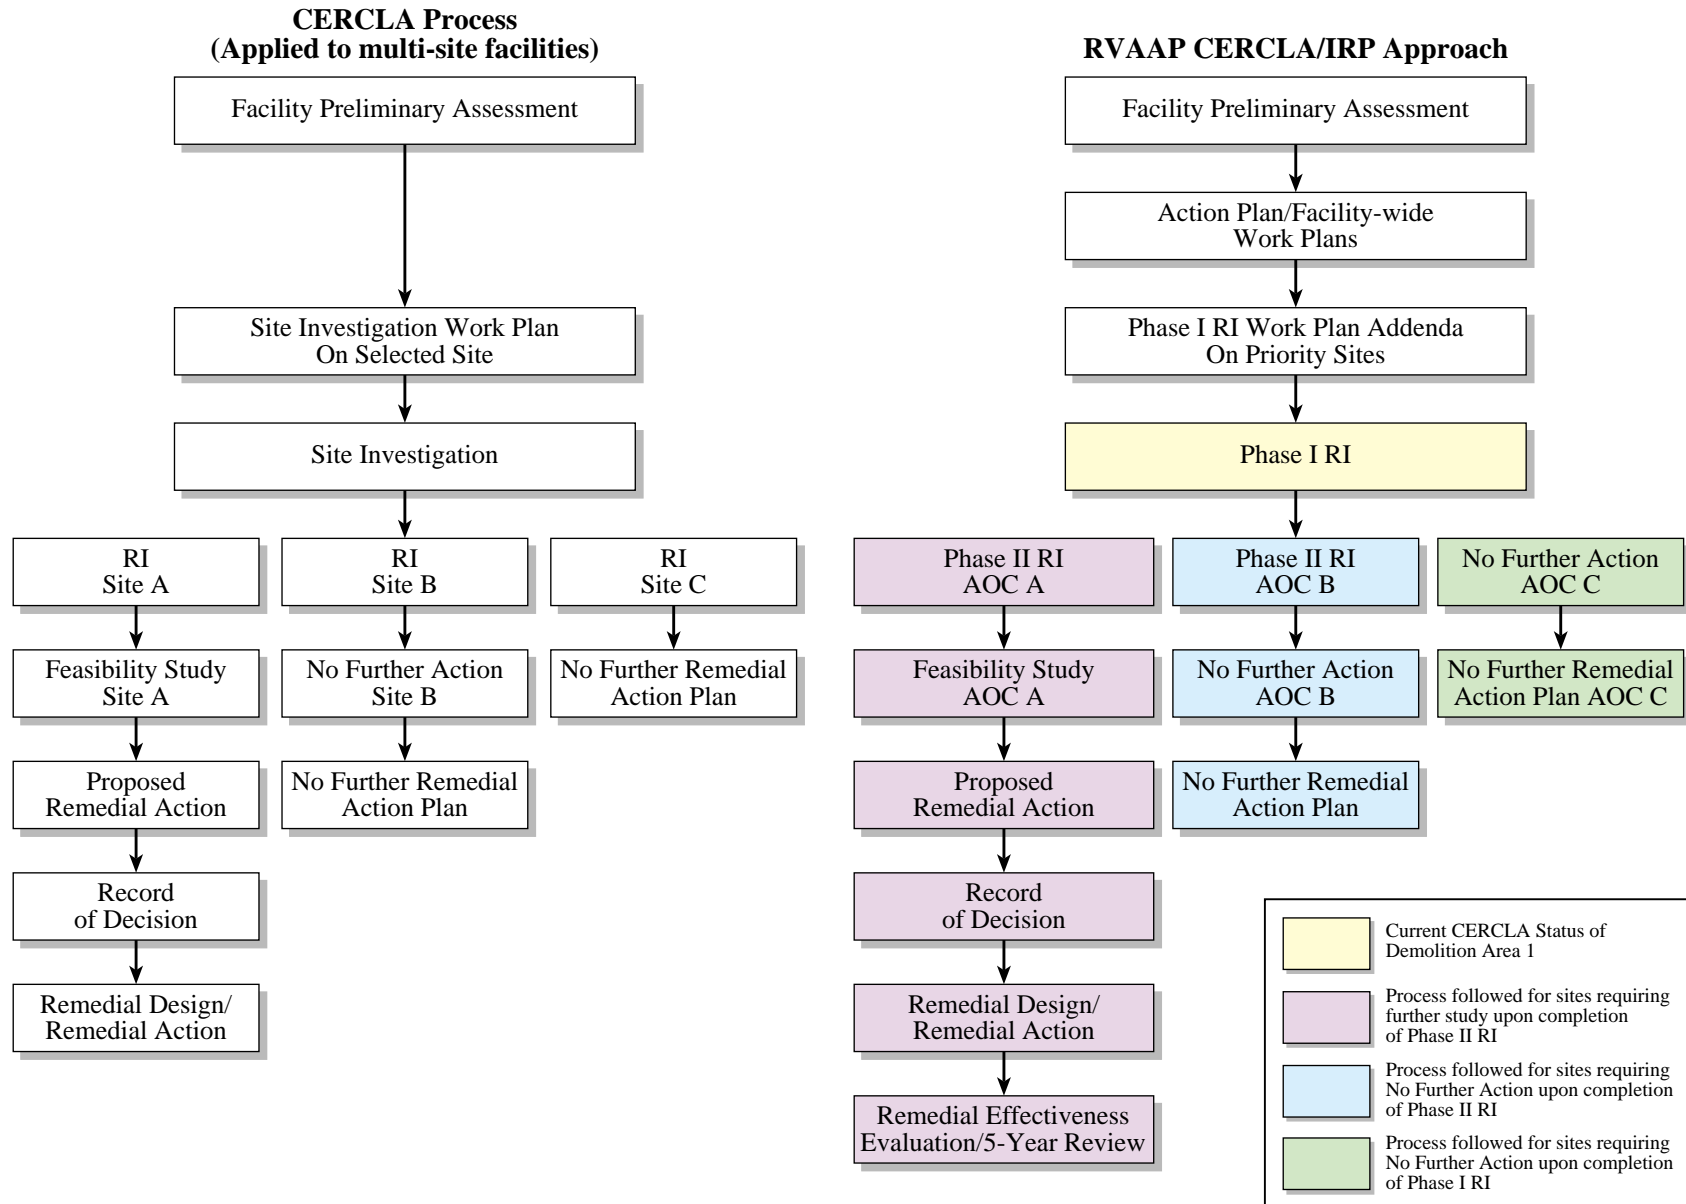 CERCLA Process
(Applied to multi-site facilities)
Facility Preliminary Assessment
Site Investigation Work Plan
On Selected Site
Site Investigation
RI
Site A
Feasibility Study
Site A
Proposed
Remedial Action
Record
of Decision
Remedial Design/
Remedial Action
RI
Site B
No Further Action
Site B
No Further Remedial
Action Plan
RI
Site C
No Further Remedial
Action Plan
RVAAP CERCLA/IRP Approach
Facility Preliminary Assessment
Action Plan/Facility-wide
Work Plans
Phase I RI Work Plan Addenda
On Priority Sites
Phase I RI
Phase II RI
AOC A
Feasibility Study
AOC A
Proposed
Remedial Action
Record
of Decision
Remedial Design/
Remedial Action
Remedial Effectiveness
Evaluation/5-Year Review
Phase II RI
AOC B
No Further Action
AOC B
No Further Remedial
Action Plan
No Further Action
AOC C
No Further Remedial
Action Plan AOC C
Current CERCLA Status of
Demolition Area 1
Process followed for sites requiring
further study upon completion
of Phase II RI
Process followed for sites requiring
No Further Action upon completion
of Phase II RI
Process followed for sites requiring
No Further Action upon completion
of Phase I RI